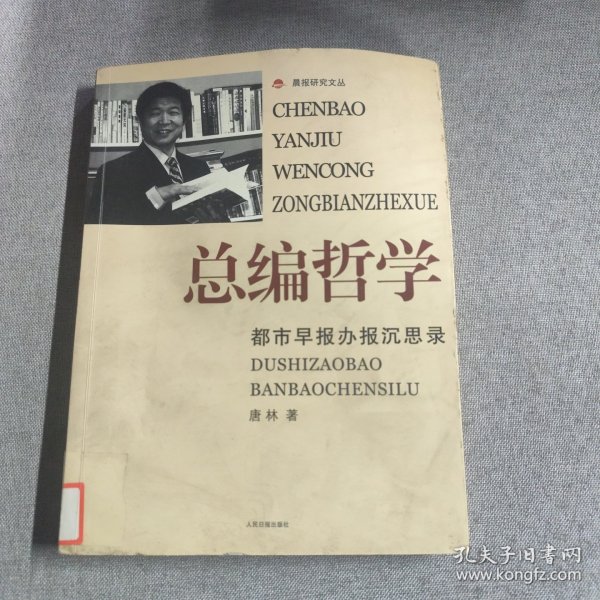 晨报研究文丛
CHENBAO
YANJIU
WENCONG
ZONGBIANZHEXUE
总编哲学
都市早报办报沉思录
DUSHIZAOBAO
BANBAOCHENSILU
唐林 著
人民日报出版社
孔夫子旧书网
www.kongfz.com